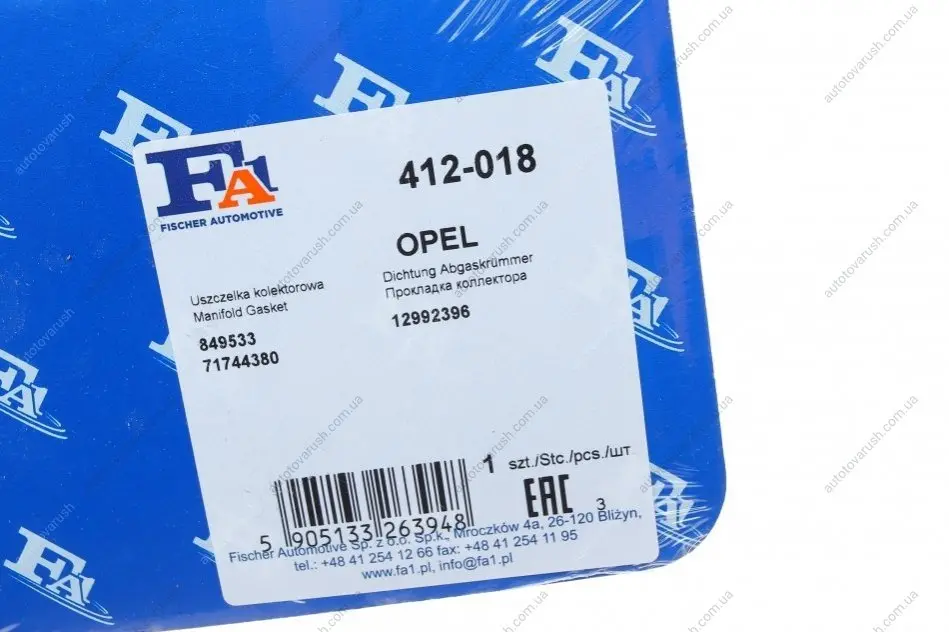 FA1
FISCHER AUTOMOTIVE
412-018
OPEL
Uszczelka kolektorowa
Manifold Gasket
Dichtung Abgaskrümmer
Прокладка коллектора
849533
71744380
12992396
1 szt./Stc./pcs./шт.
EAC 3
5 905133 263948
Fischer Automotive Sp. z o.o. Sp.k., Mroczków 4a, 26-120 Bliżyn,
tel.: +48 41 254 12 66 fax: +48 41 254 11 95
www.fa1.pl, info@fa1.pl
autotovarush.com.ua